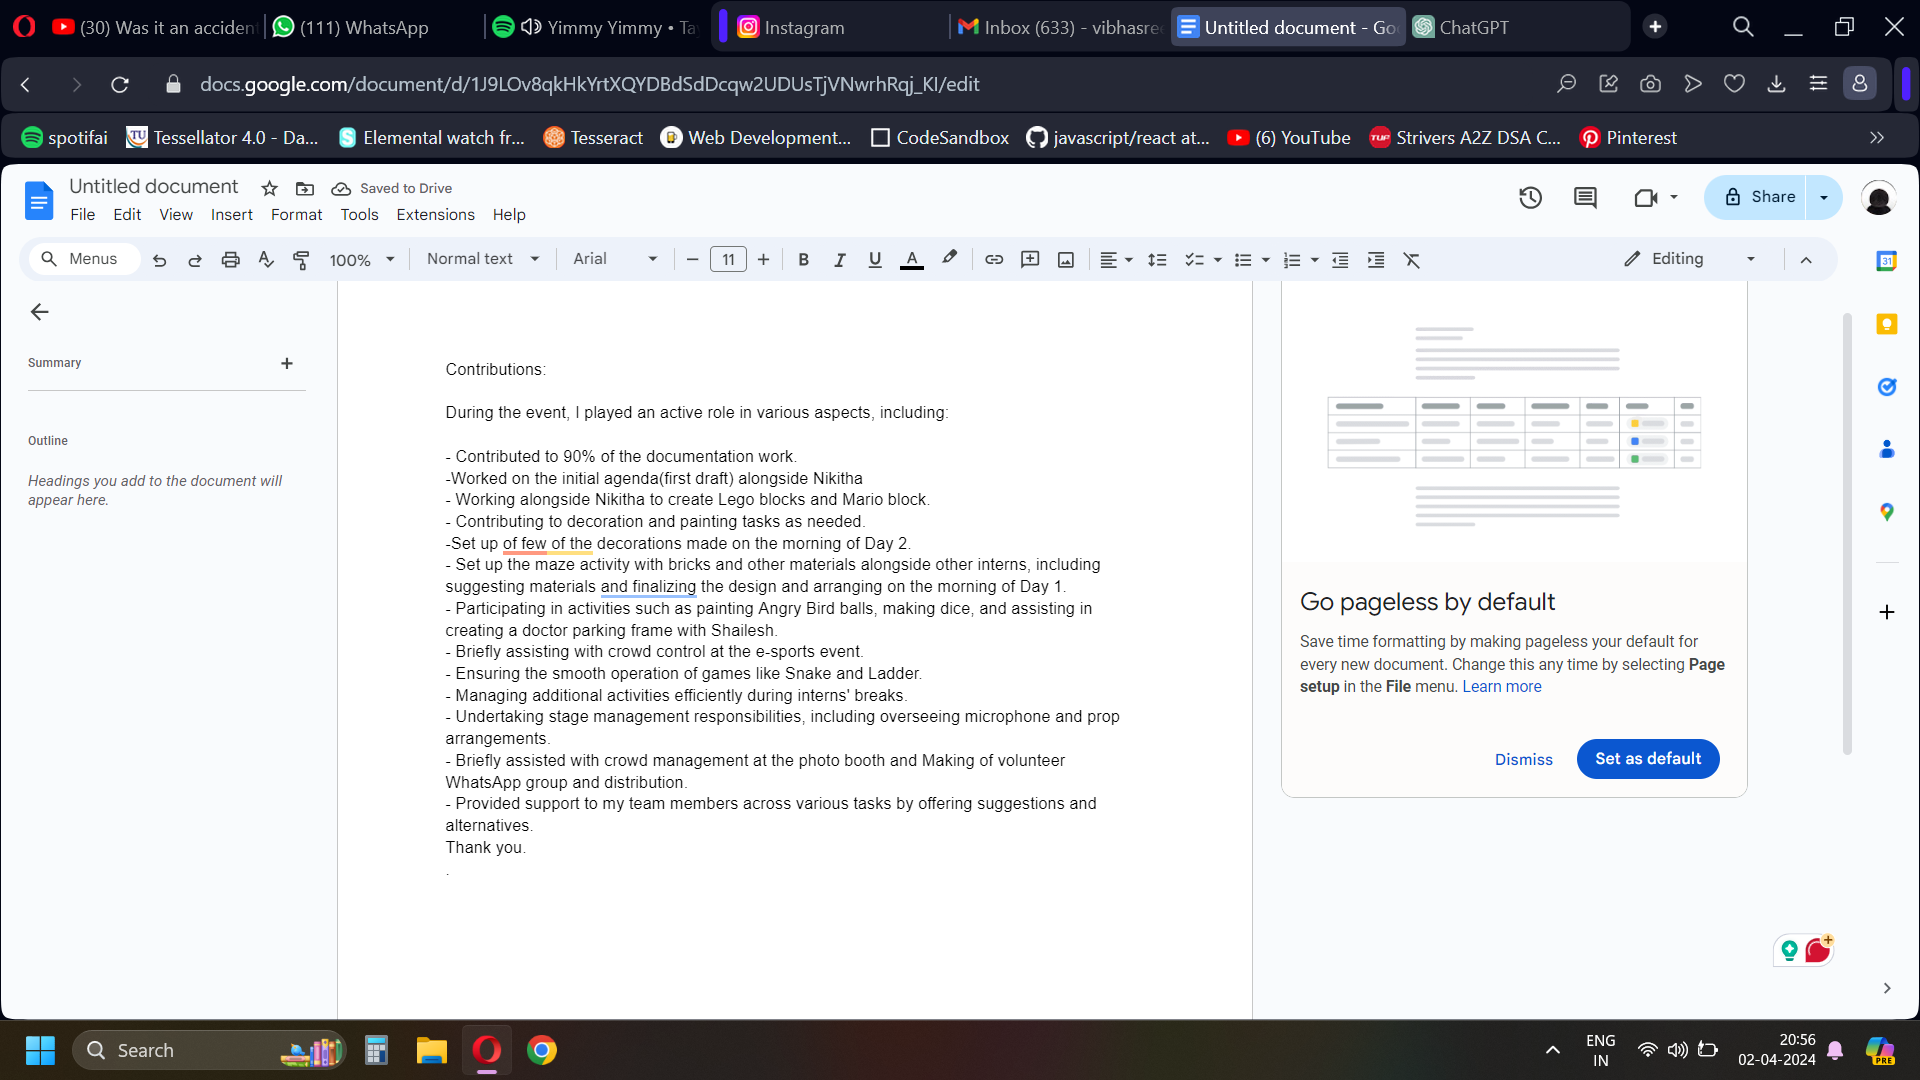 (30) Was it an acciden
(111) WhatsApp
Yimmy Yimmy • Ta
Instagram
Inbox (633) - vibhasre
Untitled document - Go
ChatGPT
docs.google.com/document/d/1J9LOv8qkHkYrtXQYDBdSdDcqw2UDUsTjVNwrhRqj_KI/edit
spotifai
TU
Tessellator 4.0 - Da...
Elemental watch fr...
Tesseract
Web Development...
CodeSandbox
javascript/react at...
(6) YouTube
TUF
Strivers A2Z DSA C...
Pinterest
Untitled document
Saved to Drive
File Edit View Insert Format Tools Extensions Help
Share
Menus
100%
Normal text
Arial
11
B I U A
Editing
31
Summary
Outline
Headings you add to the document will
appear here.
Contributions:
During the event, I played an active role in various aspects, including:
- Contributed to 90% of the documentation work.
-Worked on the initial agenda(first draft) alongside Nikitha
- Working alongside Nikitha to create Lego blocks and Mario block.
- Contributing to decoration and painting tasks as needed.
-Set up of few of the decorations made on the morning of Day 2.
- Set up the maze activity with bricks and other materials alongside other interns, including
suggesting materials and finalizing the design and arranging on the morning of Day 1.
- Participating in activities such as painting Angry Bird balls, making dice, and assisting in
creating a doctor parking frame with Shailesh.
- Briefly assisting with crowd control at the e-sports event.
- Ensuring the smooth operation of games like Snake and Ladder.
- Managing additional activities efficiently during interns' breaks.
- Undertaking stage management responsibilities, including overseeing microphone and prop
arrangements.
- Briefly assisted with crowd management at the photo booth and Making of volunteer
WhatsApp group and distribution.
- Provided support to my team members across various tasks by offering suggestions and
alternatives.
Thank you.
.
Go pageless by default
Save time formatting by making pageless your default for
every new document. Change this any time by selecting Page
setup in the File menu. Learn more
Dismiss
Set as default
Search
ENG
IN
20:56
02-04-2024
PRE